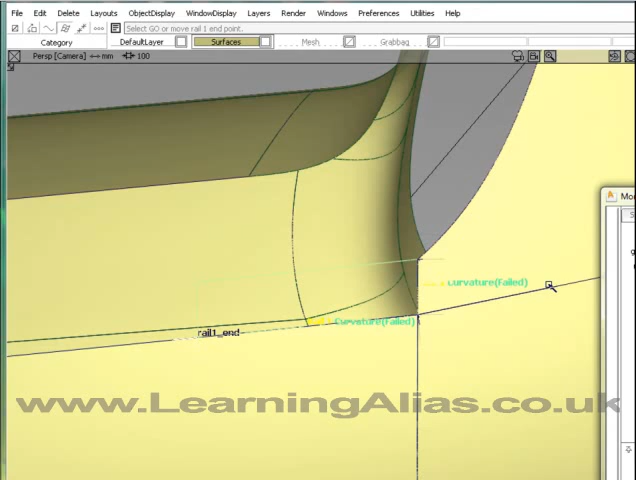 File Edit Delete Layouts ObjectDisplay WindowDisplay Layers Render Windows Preferences Utilities Help
Select GO or move rail 1 end point.
Category DefaultLayer Surfaces Mesh Grabbag
Persp [Camera] mm 100
Mo
curvature(Failed)
Curvature(Failed)
rail1_end
www.LearningAlias.co.uk